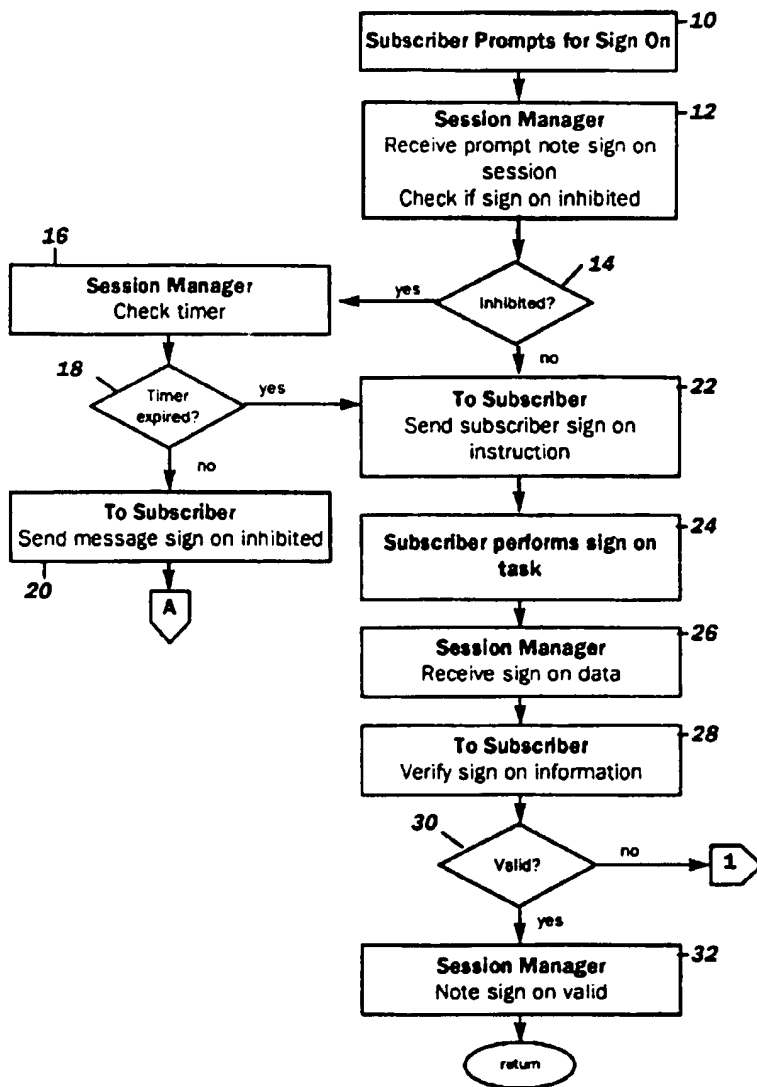 10
Subscriber Prompts for Sign On
12
Session Manager
Receive prompt note sign on
session
Check if sign on inhibited
14
Inhibited?
yes
no
16
Session Manager
Check timer
18
Timer
expired?
yes
no
20
To Subscriber
Send message sign on inhibited
A
22
To Subscriber
Send subscriber sign on
instruction
24
Subscriber performs sign on
task
26
Session Manager
Receive sign on data
28
To Subscriber
Verify sign on information
30
Valid?
no
1
yes
32
Session Manager
Note sign on valid
return